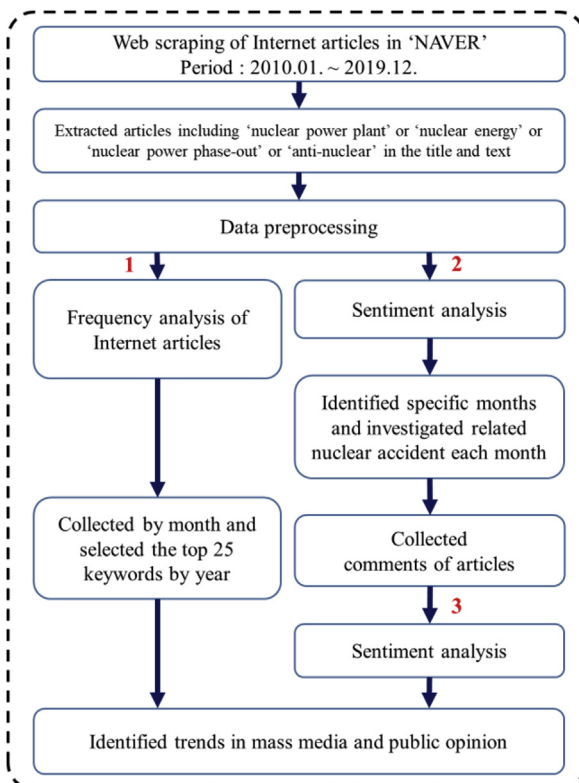 Web scraping of Internet articles in ‘NAVER’
Period : 2010.01. ~ 2019.12.
Extracted articles including ‘nuclear power plant’ or ‘nuclear energy’ or
‘nuclear power phase-out’ or ‘anti-nuclear’ in the title and text
Data preprocessing
1
Frequency analysis of
Internet articles
Collected by month and
selected the top 25
keywords by year
2
Sentiment analysis
Identified specific months
and investigated related
nuclear accident each month
Collected
comments of articles
3
Sentiment analysis
Identified trends in mass media and public opinion